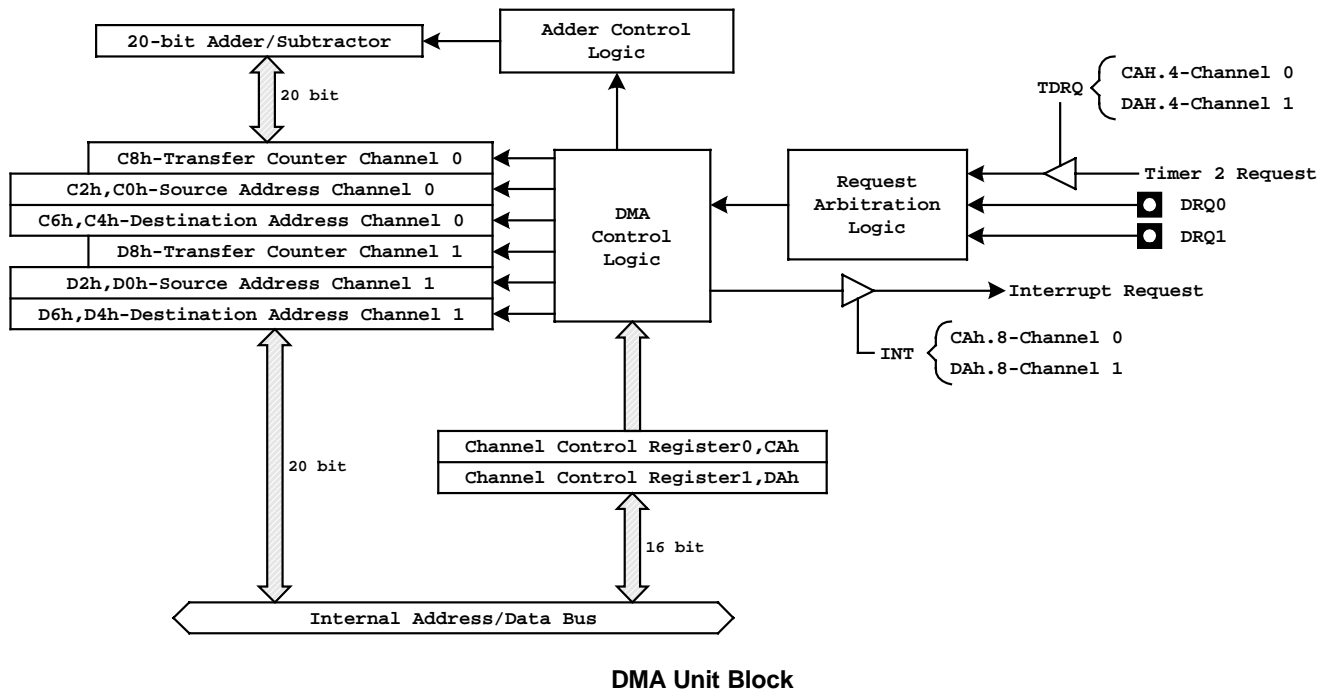 20-bit Adder/Subtractor
Adder Control
Logic
20 bit
TDRQ
CAH.4-Channel 0
DAH.4-Channel 1
C8h-Transfer Counter Channel 0
C2h,C0h-Source Address Channel 0
C6h,C4h-Destination Address Channel 0
D8h-Transfer Counter Channel 1
D2h,D0h-Source Address Channel 1
D6h,D4h-Destination Address Channel 1
DMA
Control
Logic
Request
Arbitration
Logic
Timer 2 Request
DRQ0
DRQ1
Interrupt Request
INT
CAh.8-Channel 0
DAh.8-Channel 1
Channel Control Register0,CAh
Channel Control Register1,DAh
20 bit
16 bit
Internal Address/Data Bus
DMA Unit Block